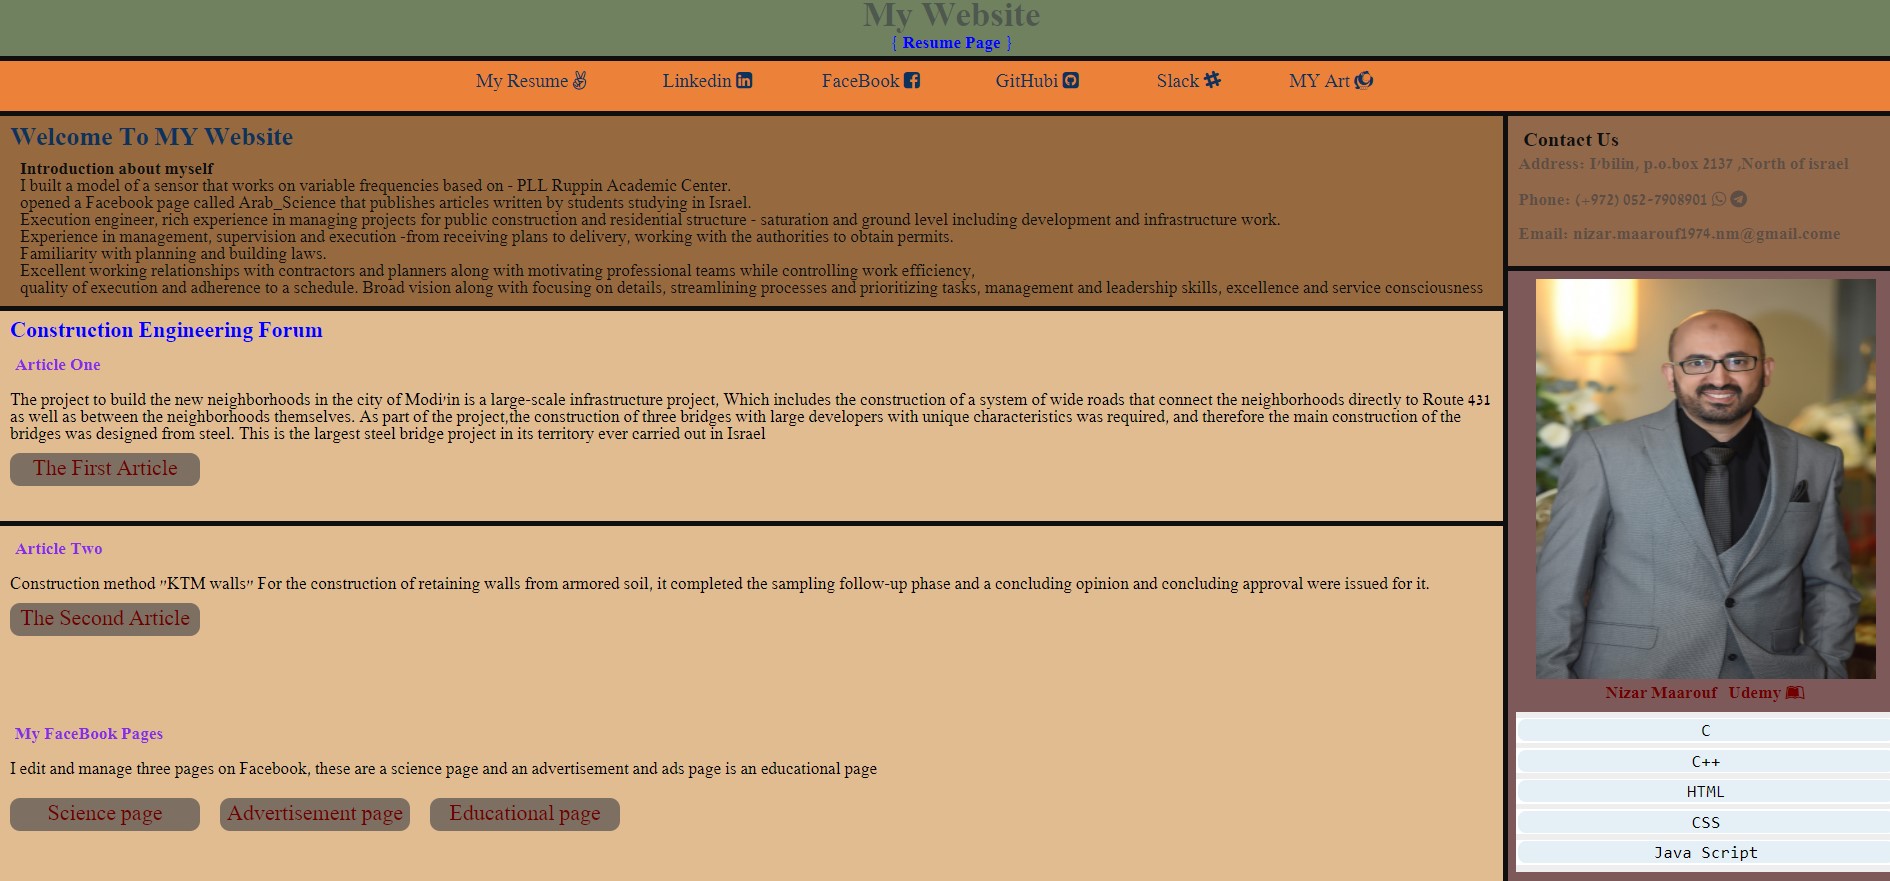 My Website
{ Resume Page }
My Resume
Linkedin
FaceBook
GitHubi
Slack
MY Art
Welcome To MY Website
Introduction about myself
I built a model of a sensor that works on variable frequencies based on - PLL Ruppin Academic Center.
opened a Facebook page called Arab_Science that publishes articles written by students studying in Israel.
Execution engineer, rich experience in managing projects for public construction and residential structure - saturation and ground level including development and infrastructure work.
Experience in management, supervision and execution -from receiving plans to delivery, working with the authorities to obtain permits.
Familiarity with planning and building laws.
Excellent working relationships with contractors and planners along with motivating professional teams while controlling work efficiency,
quality of execution and adherence to a schedule. Broad vision along with focusing on details, streamlining processes and prioritizing tasks, management and leadership skills, excellence and service consciousness
Construction Engineering Forum
Article One
The project to build the new neighborhoods in the city of Modi'in is a large-scale infrastructure project, Which includes the construction of a system of wide roads that connect the neighborhoods directly to Route 431
as well as between the neighborhoods themselves. As part of the project,the construction of three bridges with large developers with unique characteristics was required, and therefore the main construction of the
bridges was designed from steel. This is the largest steel bridge project in its territory ever carried out in Israel
The First Article
Article Two
Construction method "KTM walls" For the construction of retaining walls from armored soil, it completed the sampling follow-up phase and a concluding opinion and concluding approval were issued for it.
The Second Article
My FaceBook Pages
I edit and manage three pages on Facebook, these are a science page and an advertisement and ads page is an educational page
Science page
Advertisement page
Educational page
Contact Us
Address: I'bilin, p.o.box 2137 ,North of israel
Phone: (+972) 052-7908901
Email: nizar.maarouf1974.nm@gmail.come
Nizar Maarouf Udemy
C
C++
HTML
CSS
Java Script